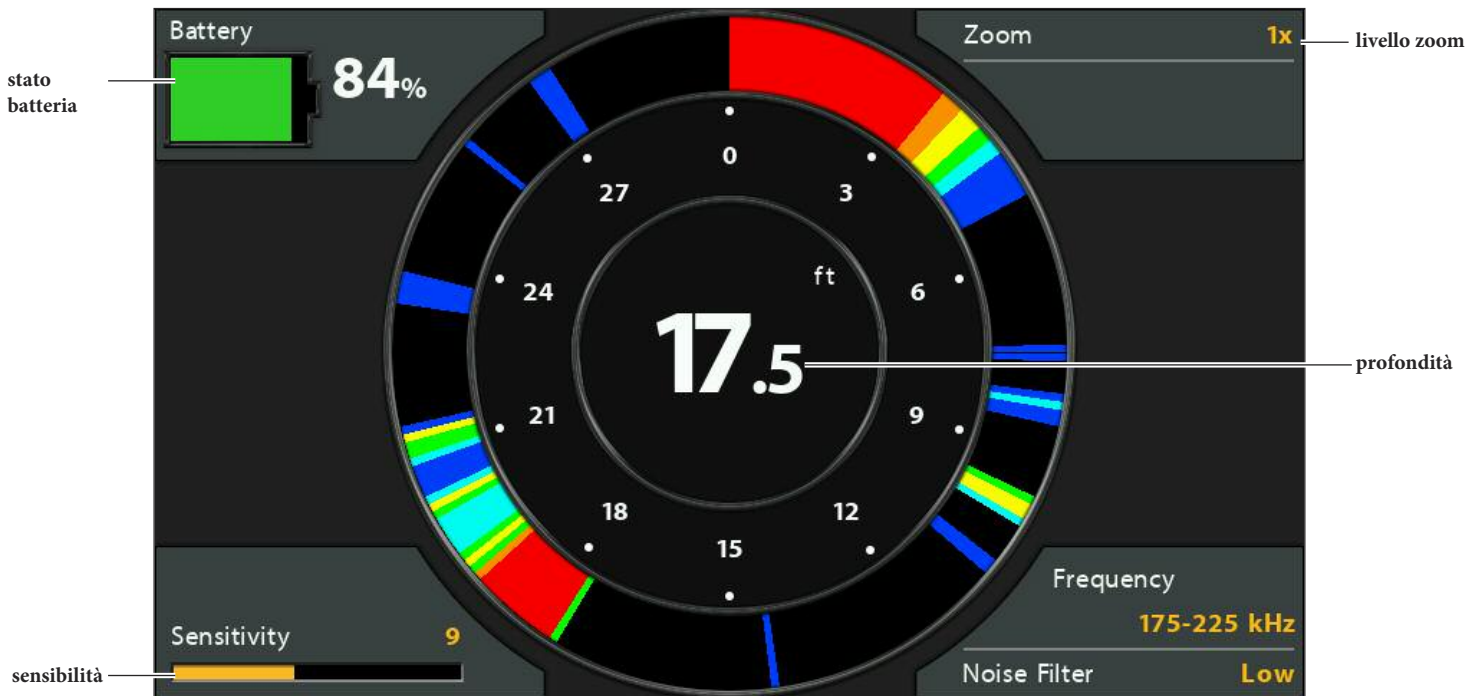 Battery
84%
stato
batteria
Zoom 1x
livello zoom
0
3
6
9
12
15
18
21
24
27
ft
17.5
profondità
Sensitivity 9
sensibilità
Frequency
175-225 kHz
Noise Filter Low